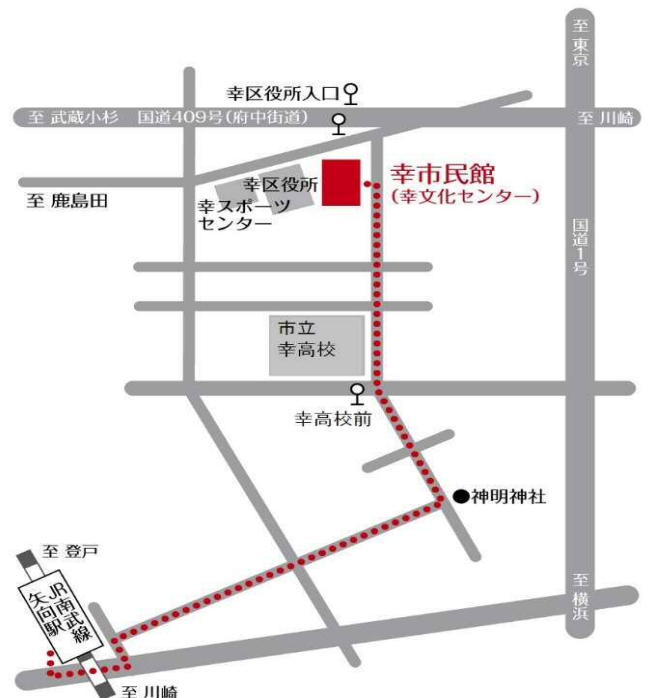 至 東京
幸区役所入口
至 武蔵小杉 国道409号(府中街道)
至 川崎
幸市民館
(幸文化センター)
幸区役所
至 鹿島田
幸スポーツ
センター
国道1号
市立
幸高校
幸高校前
神明神社
至 登戸
JR南武線
矢向駅
至 横浜
至 川崎